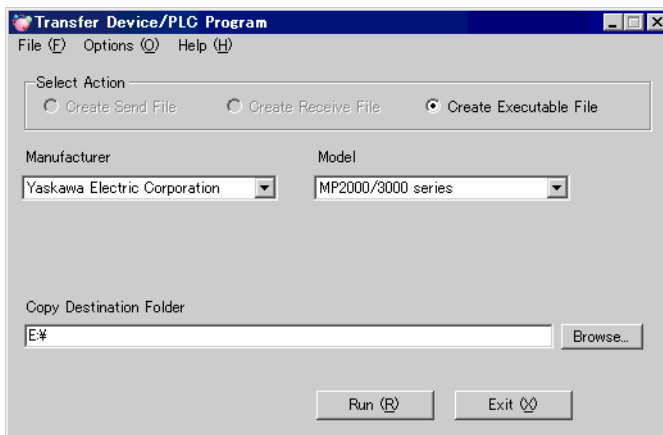 Transfer Device/PLC Program
File (F) Options (O) Help (H)
Select Action
Create Send File Create Receive File Create Executable File
Manufacturer Model
Yaskawa Electric Corporation MP2000/3000 series
Copy Destination Folder
E:¥ Browse...
Run (R) Exit (X)